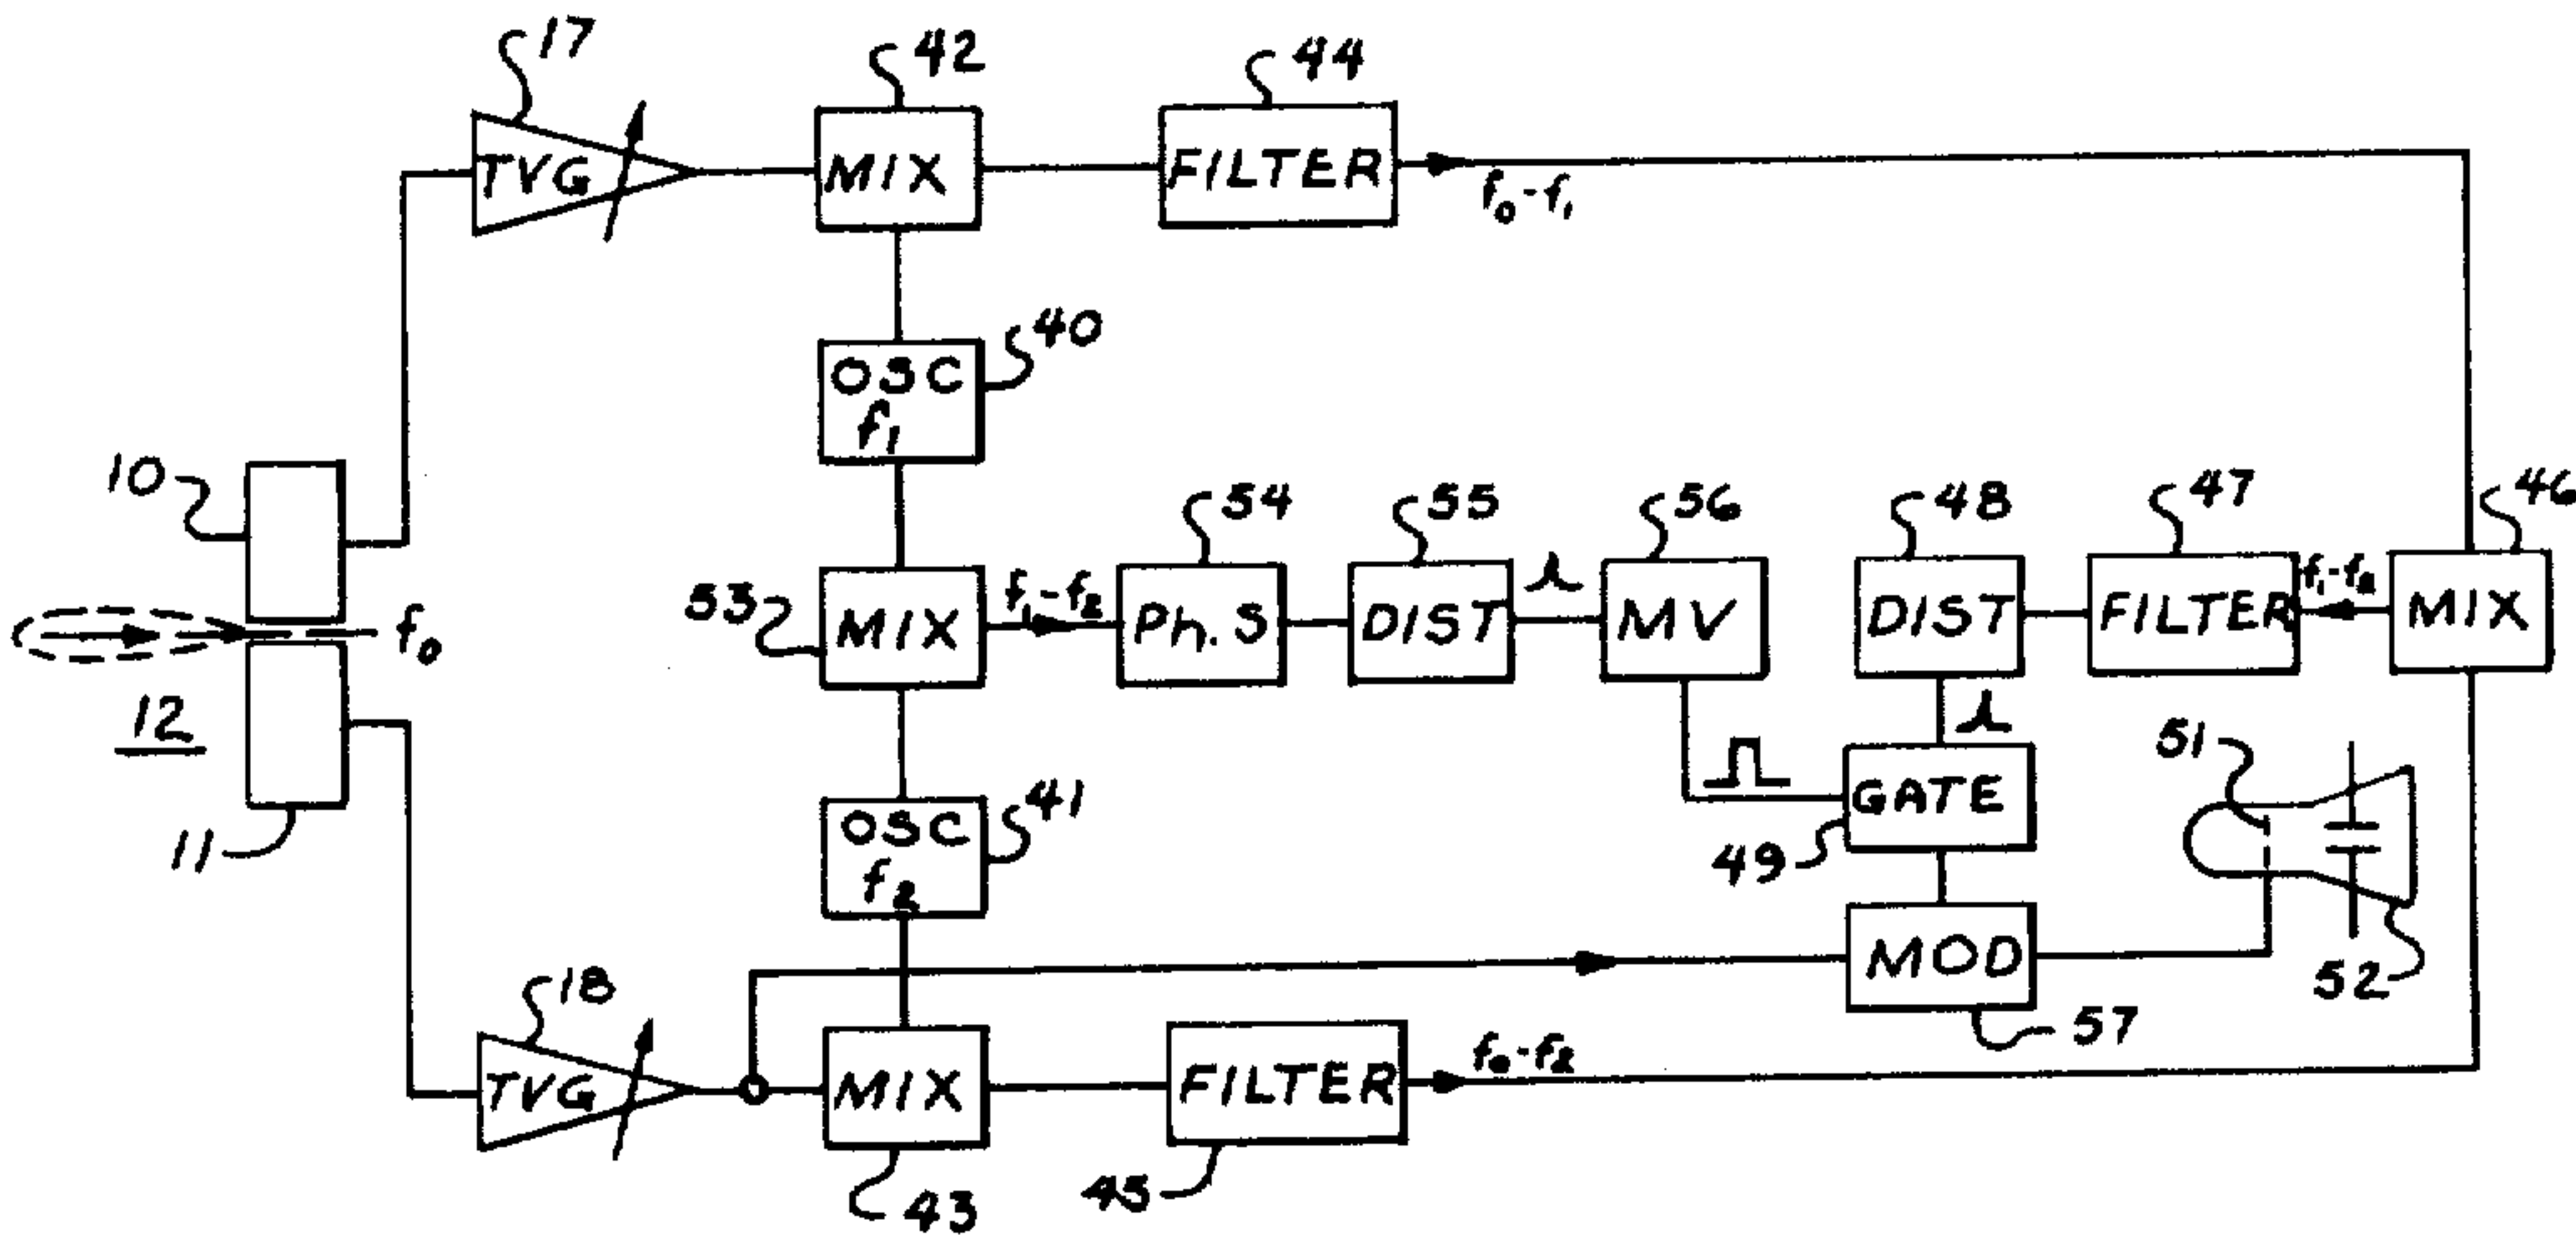 17
42
44
TVG
MIX
FILTER
f₀-f₁
40
OSC
f₁
10
54
55
56
48
47
46
53
MIX
f₁-f₂
Ph. S
DIST
MV
DIST
FILTER
f₁-f₂
MIX
f₀
12
11
41
OSC
f₂
51
GATE
49
MOD
52
57
18
TVG
MIX
FILTER
f₀-f₂
43
45